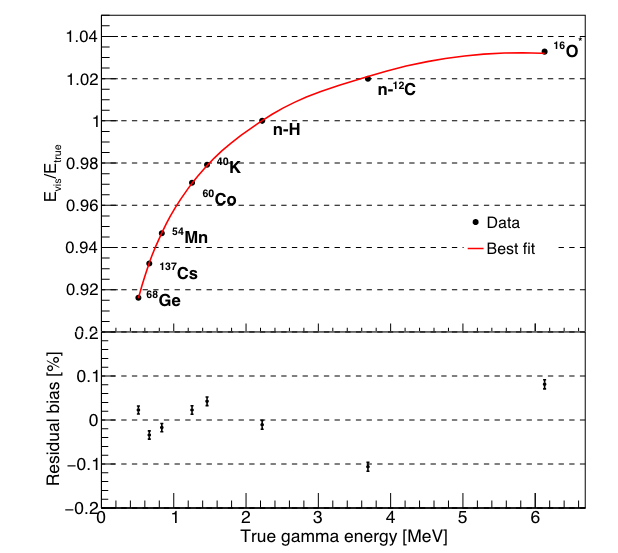 1.04
1.02
1
0.98
0.96
0.94
0.92
E_vis/E_true
¹⁶O*
n-¹²C
n-H
⁴⁰K
⁶⁰Co
⁵⁴Mn
¹³⁷Cs
⁶⁸Ge
Data
Best fit
0.2
0.1
0
−0.1
−0.2
Residual bias [%]
0 1 2 3 4 5 6
True gamma energy [MeV]